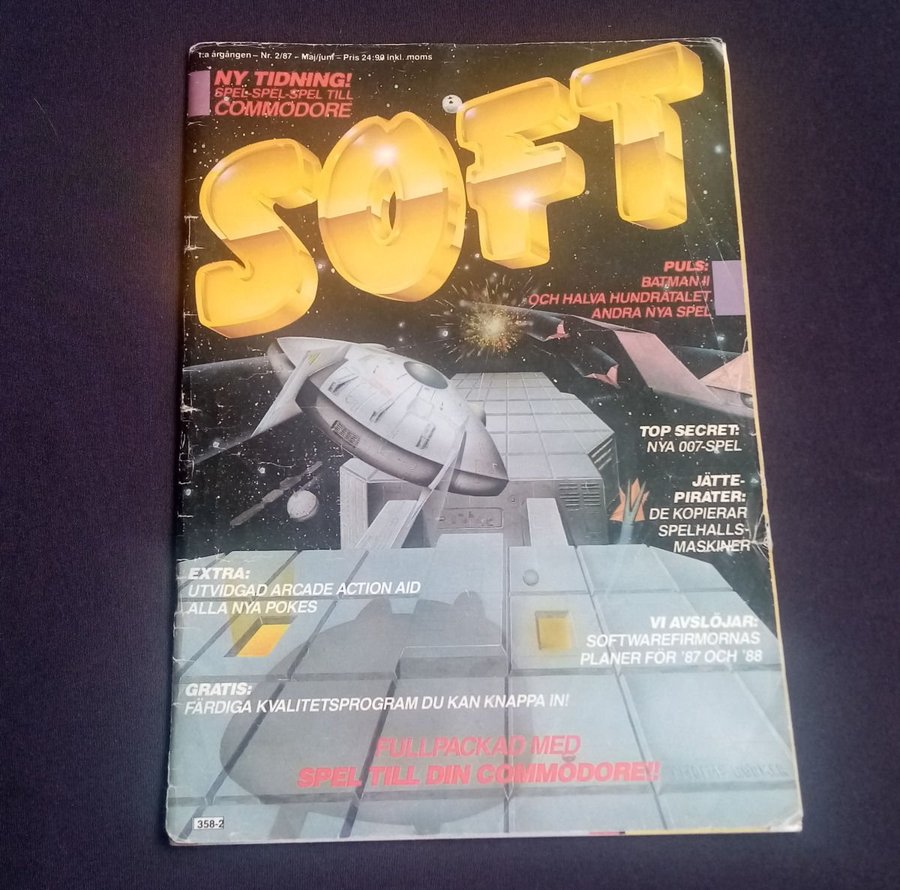 1:a årgången – Nr. 2/87 – Maj/juni – Pris 24:90 inkl. moms
NY TIDNING!
SPEL-SPEL-SPEL TILL
COMMODORE
SOFT
PULS:
BATMAN II
OCH HALVA HUNDRATALET
ANDRA NYA SPEL
TOP SECRET:
NYA 007-SPEL
JÄTTE-
PIRATER:
DE KOPIERAR
SPELHALLS-
MASKINER
EXTRA:
UTVIDGAD ARCADE ACTION AID
ALLA NYA POKES
VI AVSLÖJAR:
SOFTWAREFIRMORNAS
PLANER FÖR '87 OCH '88
GRATIS:
FÄRDIGA KVALITETSPROGRAM DU KAN KNAPPA IN!
FULLPACKAD MED
SPEL TILL DIN COMMODORE!!
358-2